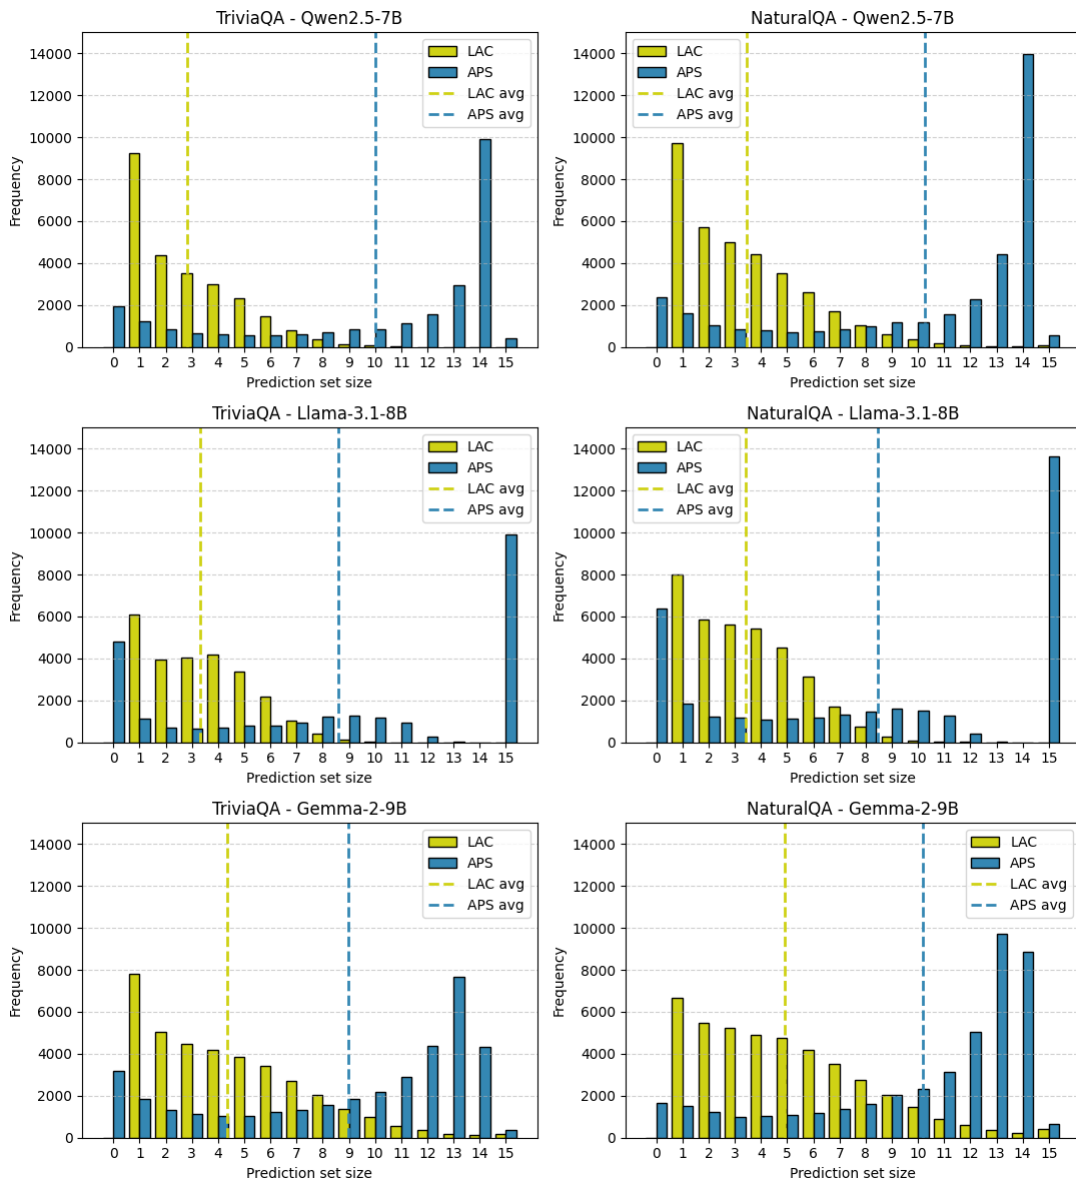 TriviaQA - Qwen2.5-7B
14000
12000
10000
8000
6000
4000
2000
0
Frequency
LAC
APS
LAC avg
APS avg
0 1 2 3 4 5 6 7 8 9 10 11 12 13 14 15
Prediction set size
NaturalQA - Qwen2.5-7B
14000
12000
10000
8000
6000
4000
2000
0
Frequency
LAC
APS
LAC avg
APS avg
0 1 2 3 4 5 6 7 8 9 10 11 12 13 14 15
Prediction set size
TriviaQA - Llama-3.1-8B
14000
12000
10000
8000
6000
4000
2000
0
Frequency
LAC
APS
LAC avg
APS avg
0 1 2 3 4 5 6 7 8 9 10 11 12 13 14 15
Prediction set size
NaturalQA - Llama-3.1-8B
14000
12000
10000
8000
6000
4000
2000
0
Frequency
LAC
APS
LAC avg
APS avg
0 1 2 3 4 5 6 7 8 9 10 11 12 13 14 15
Prediction set size
TriviaQA - Gemma-2-9B
14000
12000
10000
8000
6000
4000
2000
0
Frequency
LAC
APS
LAC avg
APS avg
0 1 2 3 4 5 6 7 8 9 10 11 12 13 14 15
Prediction set size
NaturalQA - Gemma-2-9B
14000
12000
10000
8000
6000
4000
2000
0
Frequency
LAC
APS
LAC avg
APS avg
0 1 2 3 4 5 6 7 8 9 10 11 12 13 14 15
Prediction set size